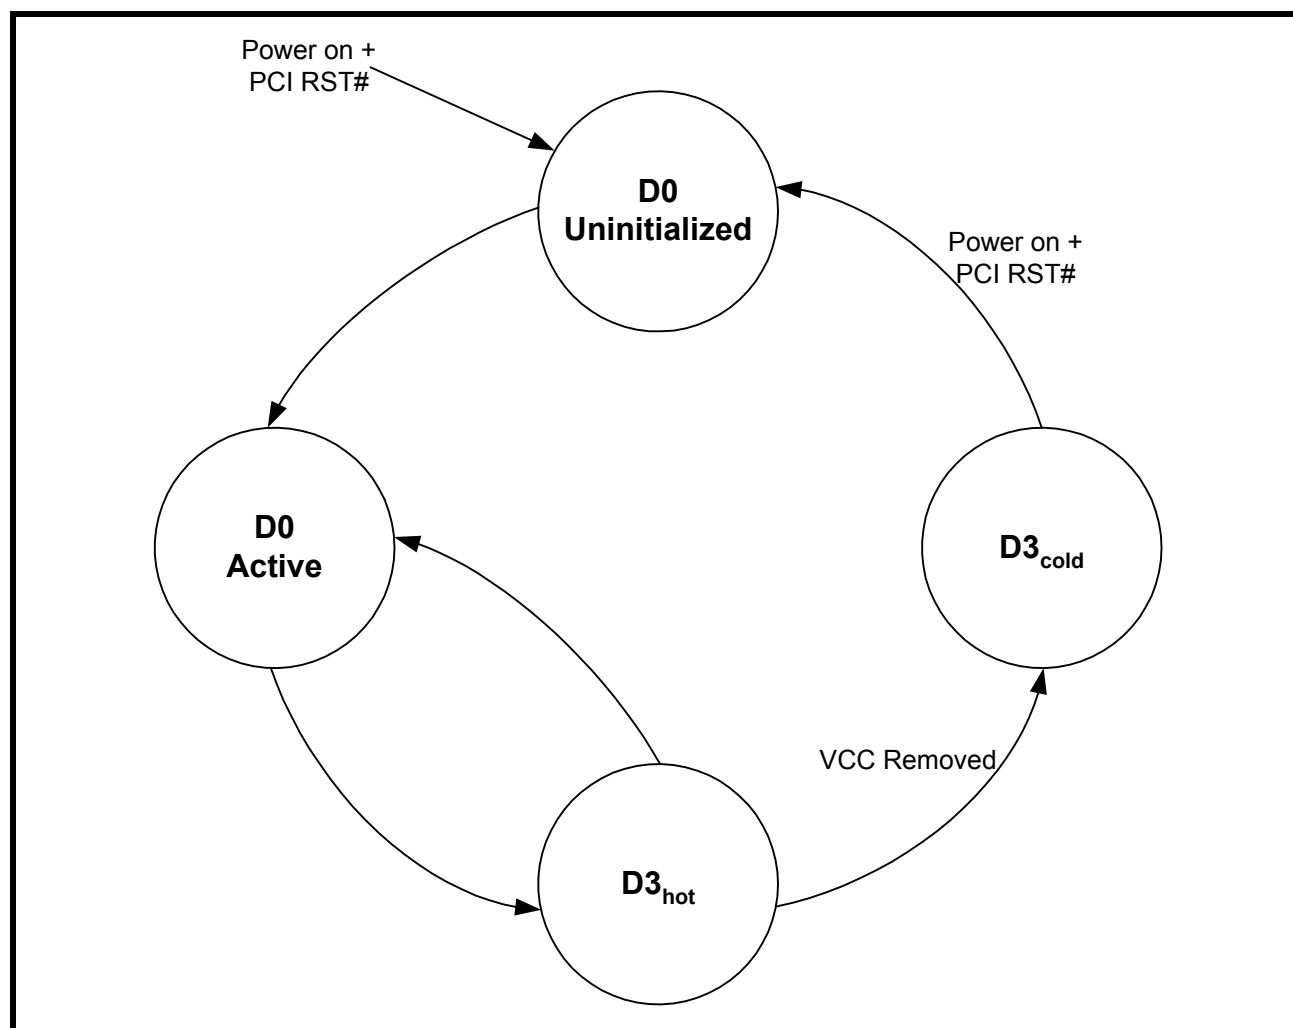 Power on +
PCI RST#
D0
Uninitialized
Power on +
PCI RST#
D0
Active
D3cold
VCC Removed
D3hot